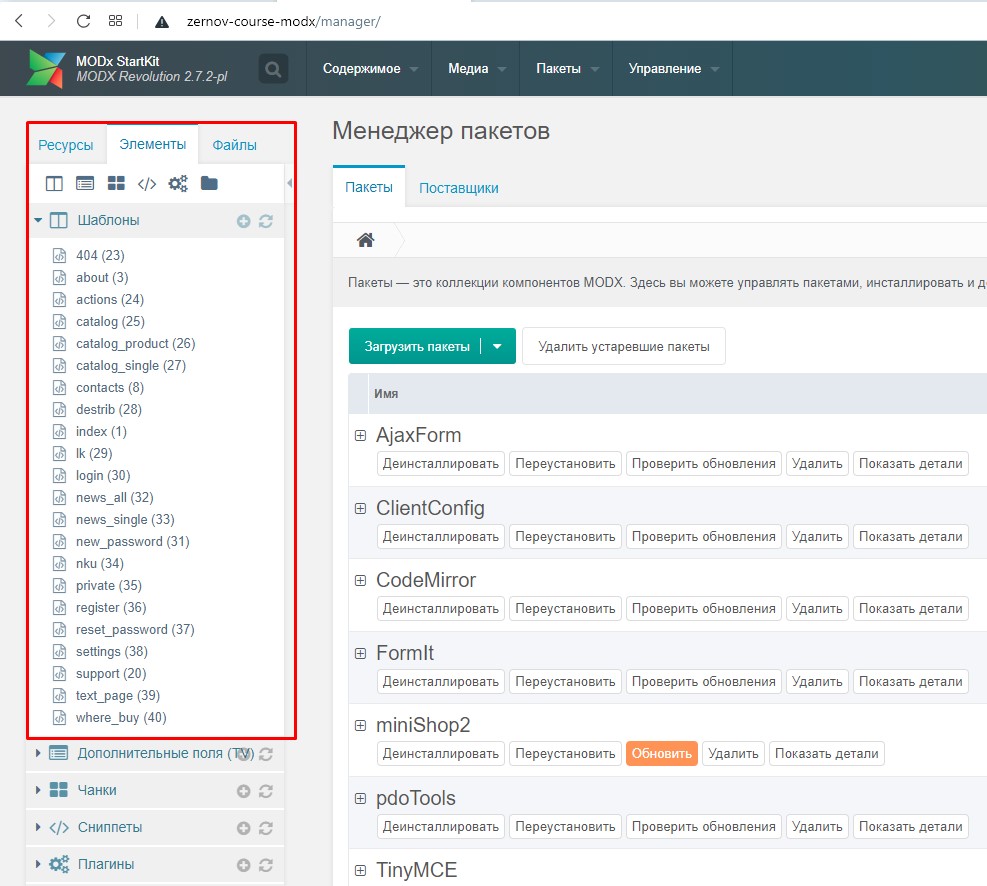 zernov-course-modx/manager/
MODx StartKit
MODX Revolution 2.7.2-pl
Содержимое Медиа Пакеты Управление
Ресурсы Элементы Файлы
Шаблоны
404 (23)
about (3)
actions (24)
catalog (25)
catalog_product (26)
catalog_single (27)
contacts (8)
destrib (28)
index (1)
lk (29)
login (30)
news_all (32)
news_single (33)
new_password (31)
nku (34)
private (35)
register (36)
reset_password (37)
settings (38)
support (20)
text_page (39)
where_buy (40)
Дополнительные поля (TV)
Чанки
Сниппеты
Плагины
Менеджер пакетов
Пакеты Поставщики
Пакеты — это коллекции компонентов MODX. Здесь вы можете управлять пакетами, инсталлировать и д
Загрузить пакеты Удалить устаревшие пакеты
Имя
AjaxForm
Деинсталлировать Переустановить Проверить обновления Удалить Показать детали
ClientConfig
Деинсталлировать Переустановить Проверить обновления Удалить Показать детали
CodeMirror
Деинсталлировать Переустановить Проверить обновления Удалить Показать детали
FormIt
Деинсталлировать Переустановить Проверить обновления Удалить Показать детали
miniShop2
Деинсталлировать Переустановить Обновить Удалить Показать детали
pdoTools
Деинсталлировать Переустановить Проверить обновления Удалить Показать детали
TinyMCE